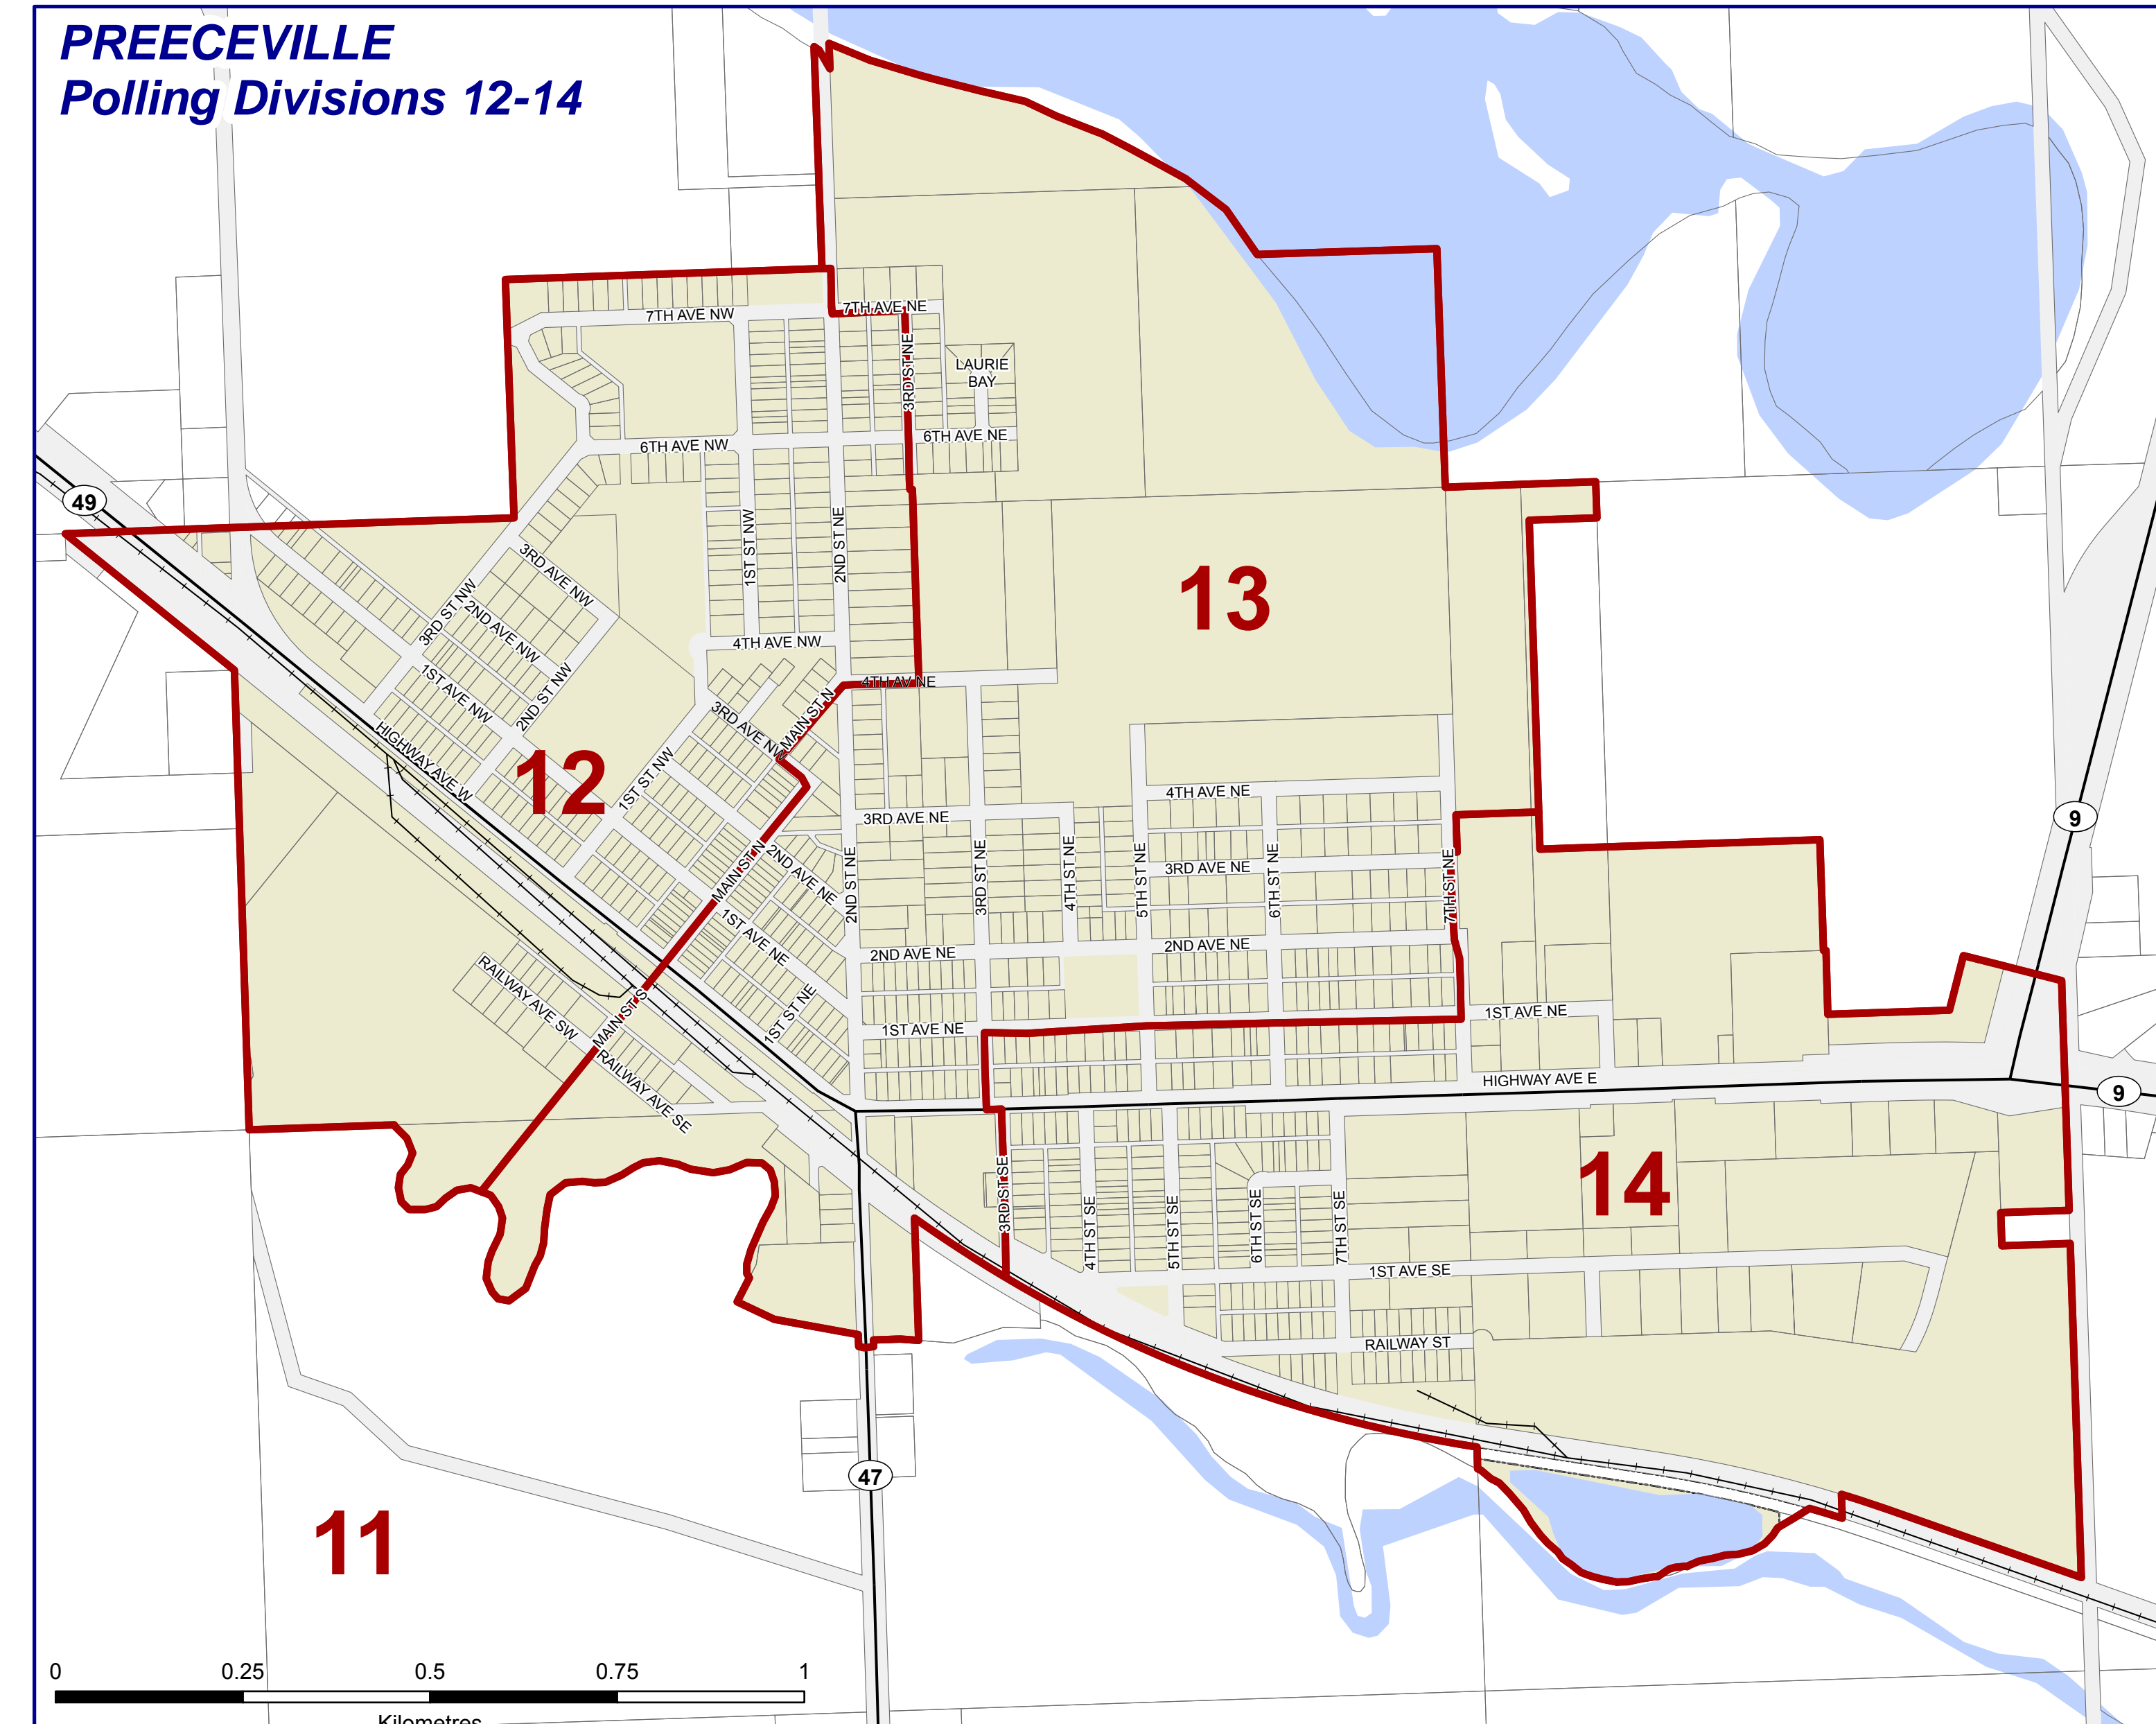 PREECEVILLE
Polling Divisions 12-14
7TH AVE NE
7TH AVE NW
3RD ST NE
LAURIE
BAY
6TH AVE NE
6TH AVE NW
49
1ST ST NW
2ND ST NE
3RD AVE NW
13
3RD ST NW
2ND AVE NW
4TH AVE NW
1ST AVE NW
2ND ST NW
4TH AV NE
MAIN ST N
3RD AVE NW
HIGHWAY AVE W
12
1ST ST NW
4TH AVE NE
3RD AVE NE
9
MAIN ST N
2ND AVE NE
2ND ST NE
3RD ST NE
4TH ST NE
5TH ST NE
3RD AVE NE
6TH ST NE
7TH ST NE
1ST AVE NE
2ND AVE NE
2ND AVE NE
RAILWAY AVE SW
MAIN ST S
1ST ST NE
1ST AVE NE
1ST AVE NE
RAILWAY AVE SE
HIGHWAY AVE E
9
14
3RD ST SE
4TH ST SE
5TH ST SE
6TH ST SE
7TH ST SE
1ST AVE SE
RAILWAY ST
47
11
0 0.25 0.5 0.75 1
Kilometres